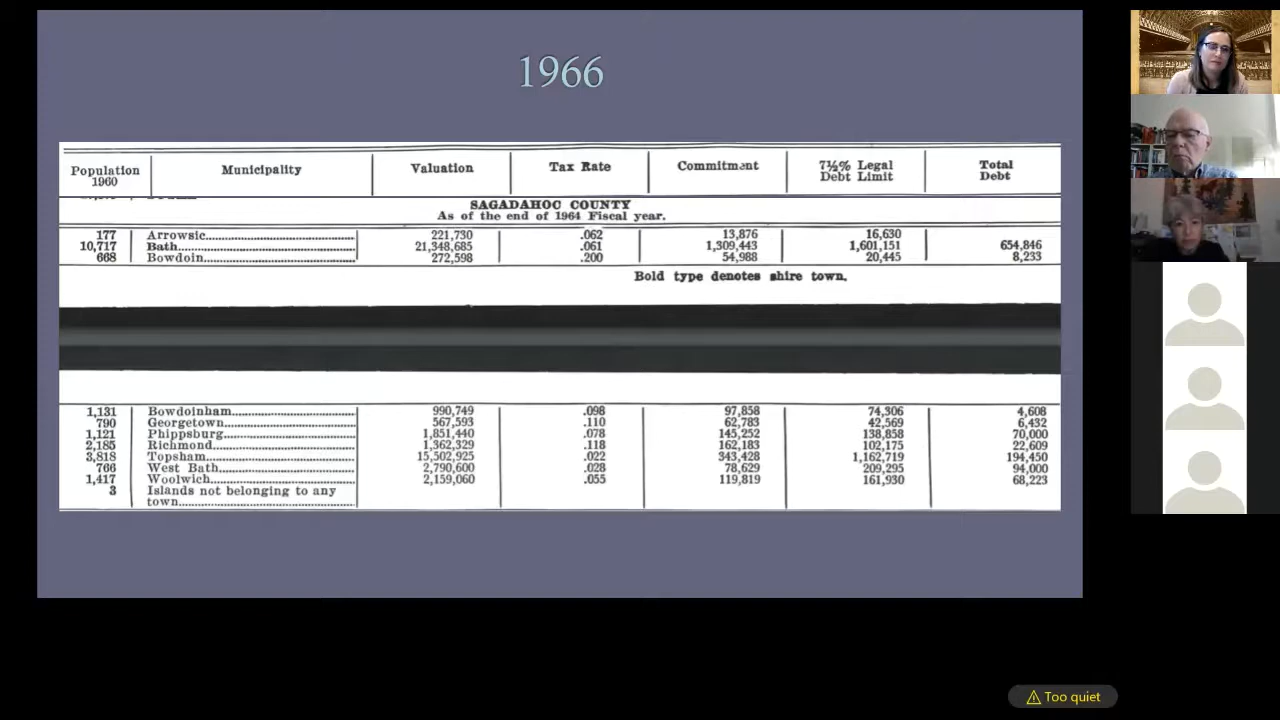 1966
Population 1960 Municipality Valuation Tax Rate Commitment 7½% Legal Debt Limit Total Debt
SAGADAHOC COUNTY
As of the end of 1964 Fiscal year.
177 Arrowsic 221,730 .062 13,876 16,630
10,717 Bath 21,348,685 .061 1,309,443 1,601,151 654,846
668 Bowdoin 272,598 .200 54,988 20,445 8,233
Bold type denotes shire town.
1,131 Bowdoinham 990,749 .098 97,858 74,306 4,608
790 Georgetown 567,593 .110 62,783 42,569 6,432
1,121 Phippsburg 1,851,440 .078 145,252 138,858 70,000
2,185 Richmond 1,362,329 .118 162,183 102,175 22,609
3,818 Topsham 15,502,925 .022 343,428 1,162,719 194,450
766 West Bath 2,790,600 .028 78,629 209,295 94,000
1,417 Woolwich 2,159,060 .055 119,819 161,930 68,223
3 Islands not belonging to any
town
Too quiet